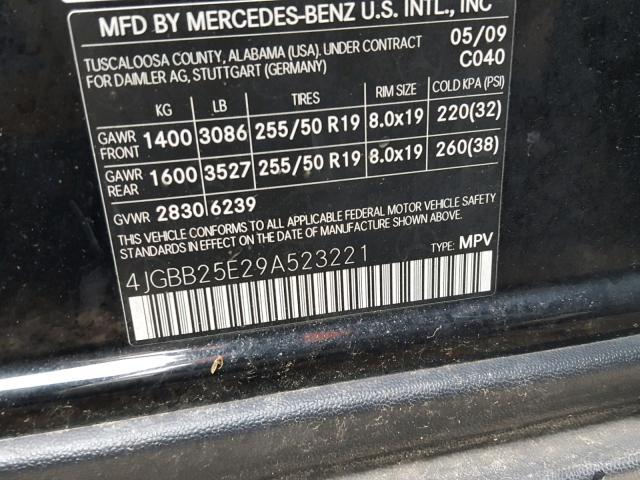 MFD BY MERCEDES-BENZ U.S. INTL., INC
TUSCALOOSA COUNTY, ALABAMA (USA). UNDER CONTRACT 05/09
FOR DAIMLER AG, STUTTGART (GERMANY) C040
KG LB TIRES RIM SIZE COLD KPA (PSI)
GAWR FRONT 1400 3086 255/50 R19 8.0x19 220(32)
GAWR REAR 1600 3527 255/50 R19 8.0x19 260(38)
GVWR 2830 6239
THIS VEHICLE CONFORMS TO ALL APPLICABLE FEDERAL MOTOR VEHICLE SAFETY
STANDARDS IN EFFECT ON THE DATE OF MANUFACTURE SHOWN ABOVE.
4JGBB25E29A523221 TYPE: MPV